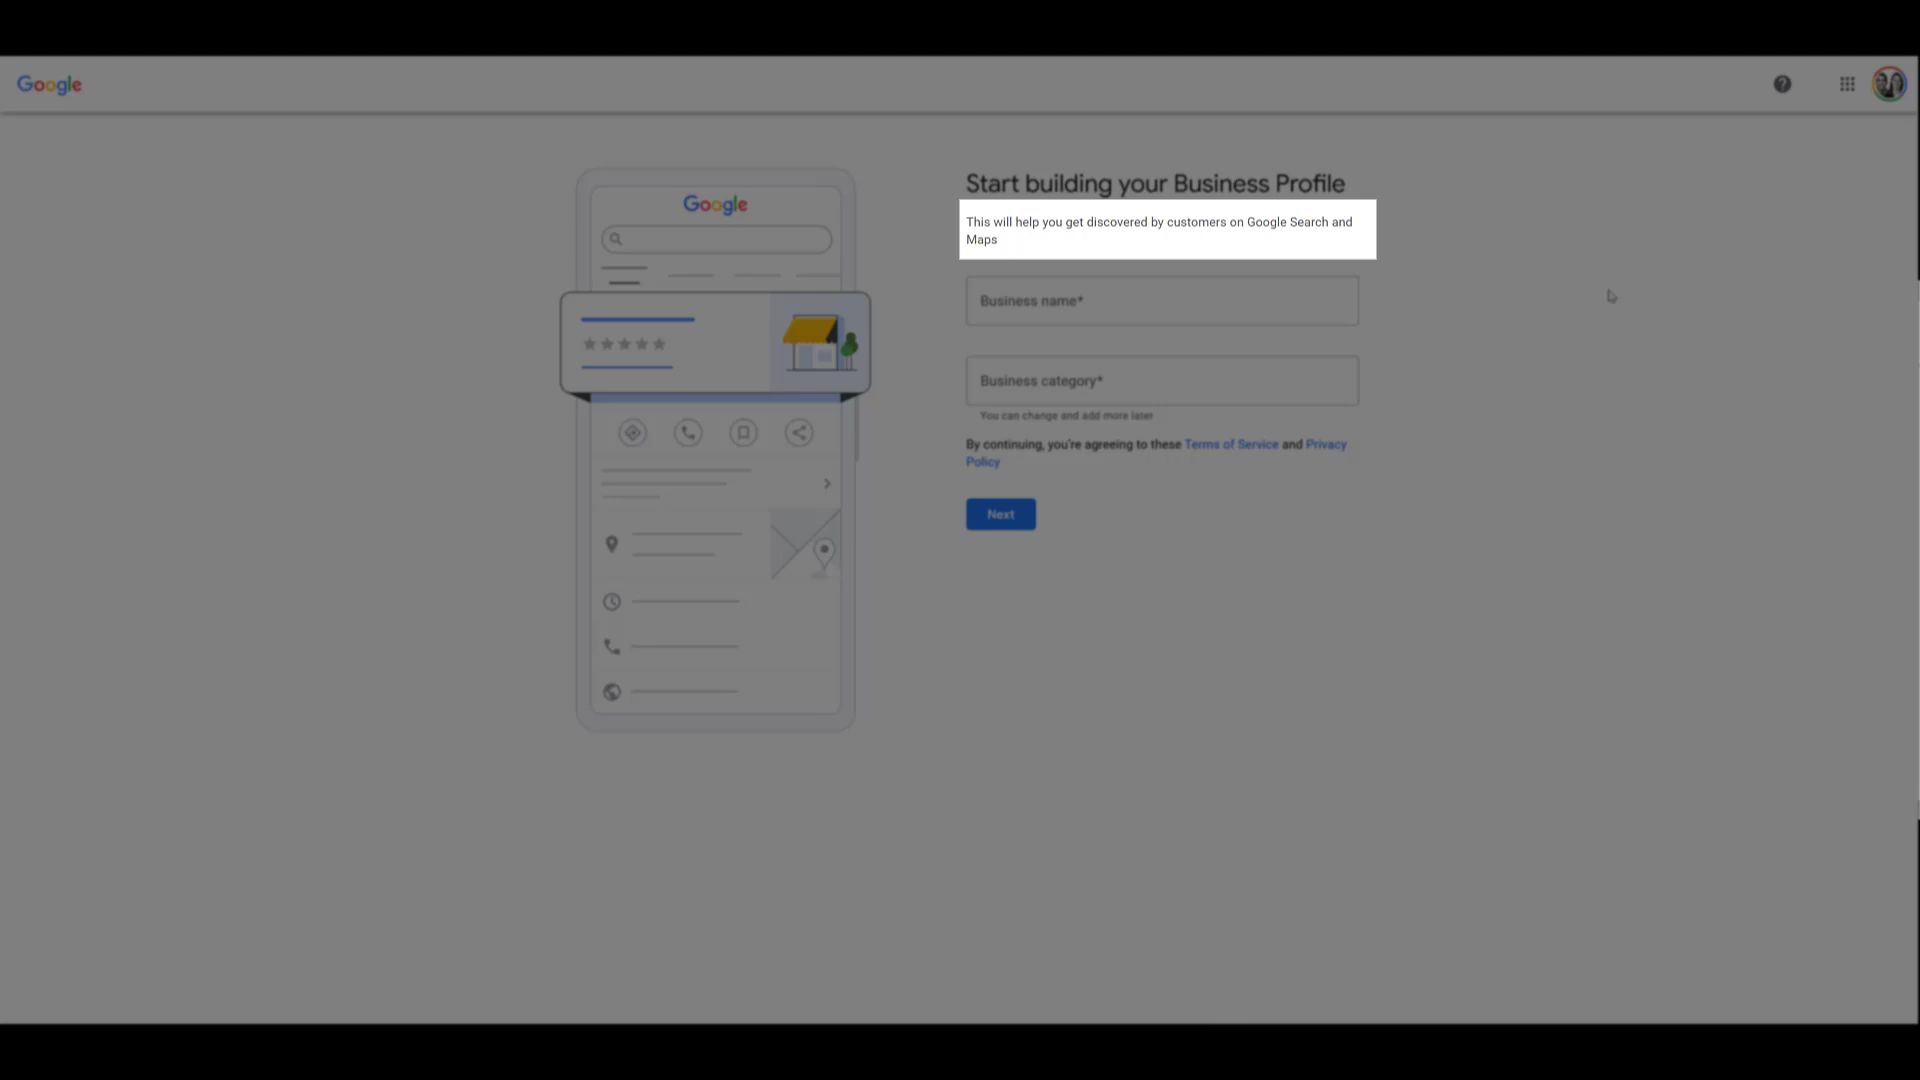 Google
Google
Start building your Business Profile
This will help you get discovered by customers on Google Search and
Maps
Business name*
Business category*
You can change and add more later
By continuing, you're agreeing to these Terms of Service and Privacy
Policy
Next